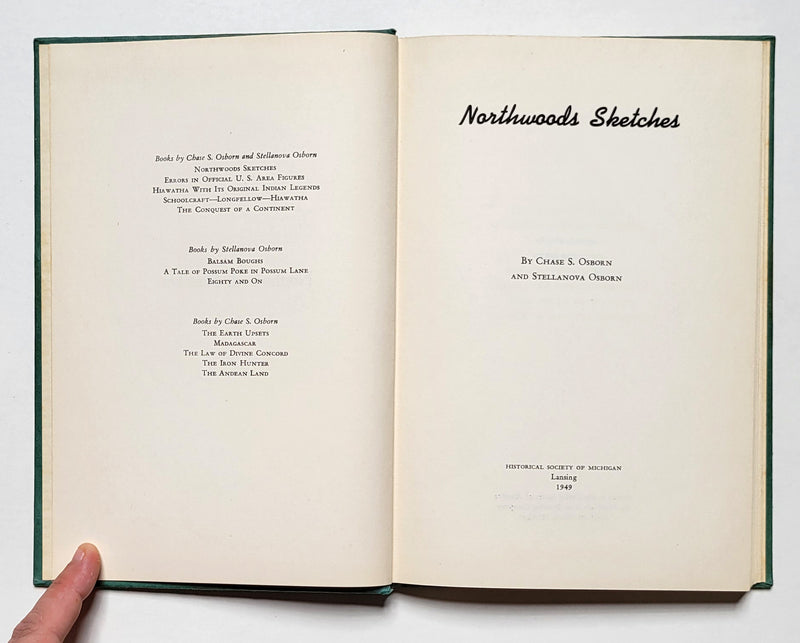 Books by Chase S. Osborn and Stellanova Osborn
Northwoods Sketches
Errors in Official U. S. Area Figures
Hiawatha With Its Original Indian Legends
Schoolcraft—Longfellow—Hiawatha
The Conquest of a Continent
Books by Stellanova Osborn
Balsam Boughs
A Tale of Possum Poke in Possum Lane
Eighty and On
Books by Chase S. Osborn
The Earth Upsets
Madagascar
The Law of Divine Concord
The Iron Hunter
The Andean Land
Northwoods Sketches
By Chase S. Osborn
and Stellanova Osborn
HISTORICAL SOCIETY OF MICHIGAN
Lansing
1949